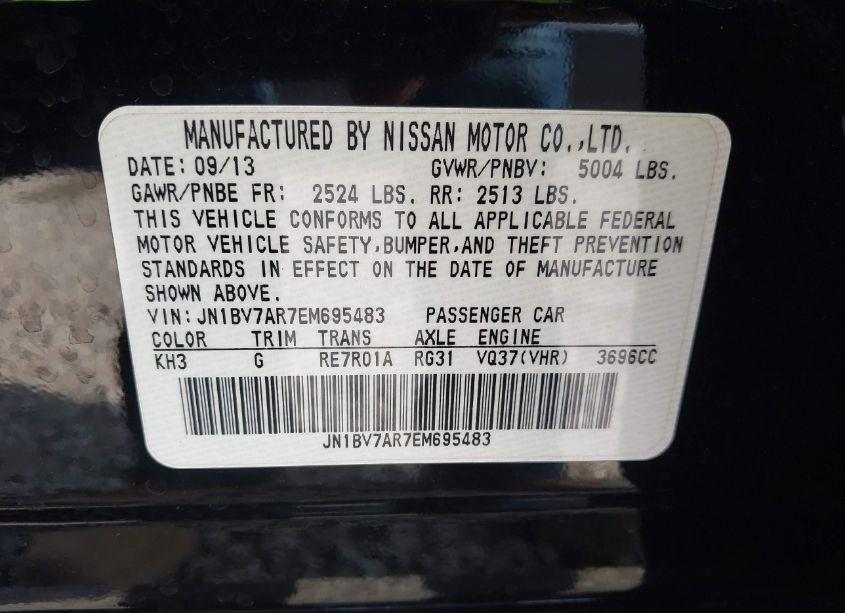 MANUFACTURED BY NISSAN MOTOR CO.,LTD.
DATE: 09/13 GVWR/PNBV: 5004 LBS.
GAWR/PNBE FR: 2524 LBS. RR: 2513 LBS.
THIS VEHICLE CONFORMS TO ALL APPLICABLE FEDERAL
MOTOR VEHICLE SAFETY,BUMPER,AND THEFT PREVENTION
STANDARDS IN EFFECT ON THE DATE OF MANUFACTURE
SHOWN ABOVE.
VIN:JN1BV7AR7EM695483 PASSENGER CAR
COLOR TRIM TRANS AXLE ENGINE
KH3 G RE7R01A RG31 VQ37(VHR) 3696CC
JN1BV7AR7EM695483